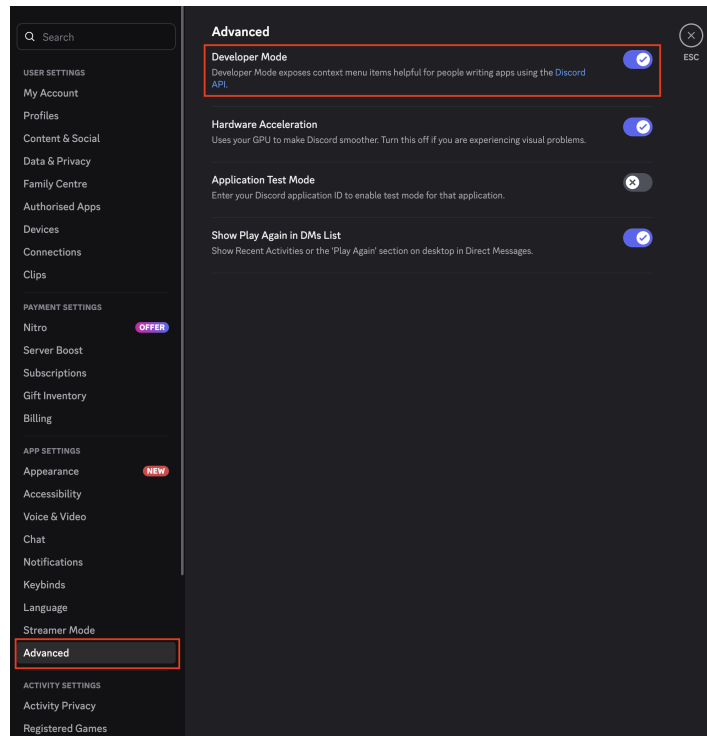 Search
USER SETTINGS
My Account
Profiles
Content & Social
Data & Privacy
Family Centre
Authorised Apps
Devices
Connections
Clips
PAYMENT SETTINGS
Nitro
OFFER
Server Boost
Subscriptions
Gift Inventory
Billing
APP SETTINGS
Appearance
NEW
Accessibility
Voice & Video
Chat
Notifications
Keybinds
Language
Streamer Mode
Advanced
ACTIVITY SETTINGS
Activity Privacy
Registered Games
Advanced
Developer Mode
Developer Mode exposes context menu items helpful for people writing apps using the Discord
API.
Hardware Acceleration
Uses your GPU to make Discord smoother. Turn this off if you are experiencing visual problems.
Application Test Mode
Enter your Discord application ID to enable test mode for that application.
Show Play Again in DMs List
Show Recent Activities or the 'Play Again' section on desktop in Direct Messages.
ESC